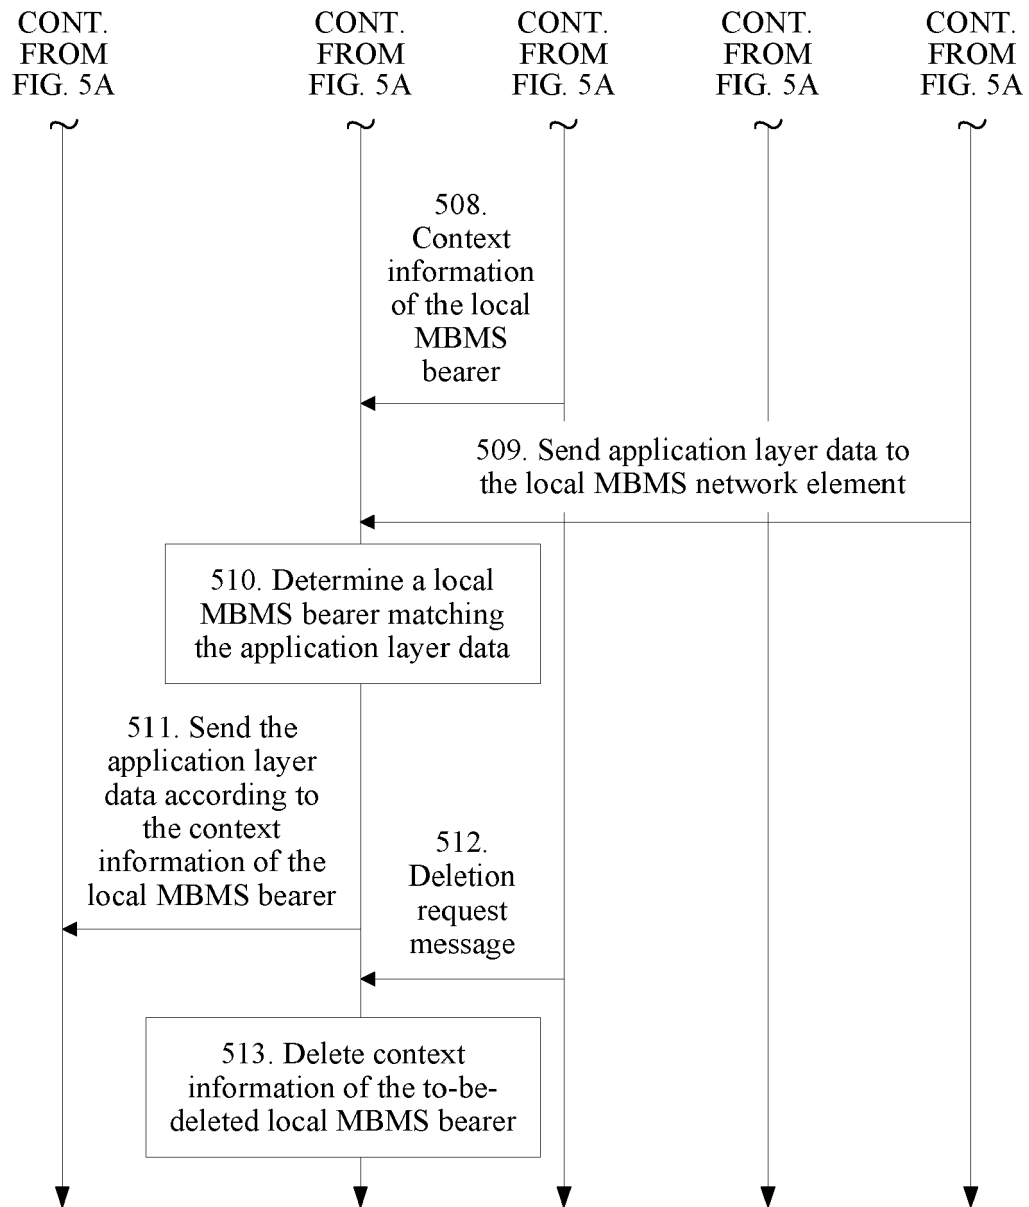 CONT.
FROM
FIG. 5A
CONT.
FROM
FIG. 5A
CONT.
FROM
FIG. 5A
CONT.
FROM
FIG. 5A
CONT.
FROM
FIG. 5A
508.
Context
information
of the local
MBMS
bearer
509. Send application layer data to
the local MBMS network element
510. Determine a local
MBMS bearer matching
the application layer data
511. Send the
application layer
data according to
the context
information of the
local MBMS bearer
512.
Deletion
request
message
513. Delete context
information of the to-be-
deleted local MBMS bearer